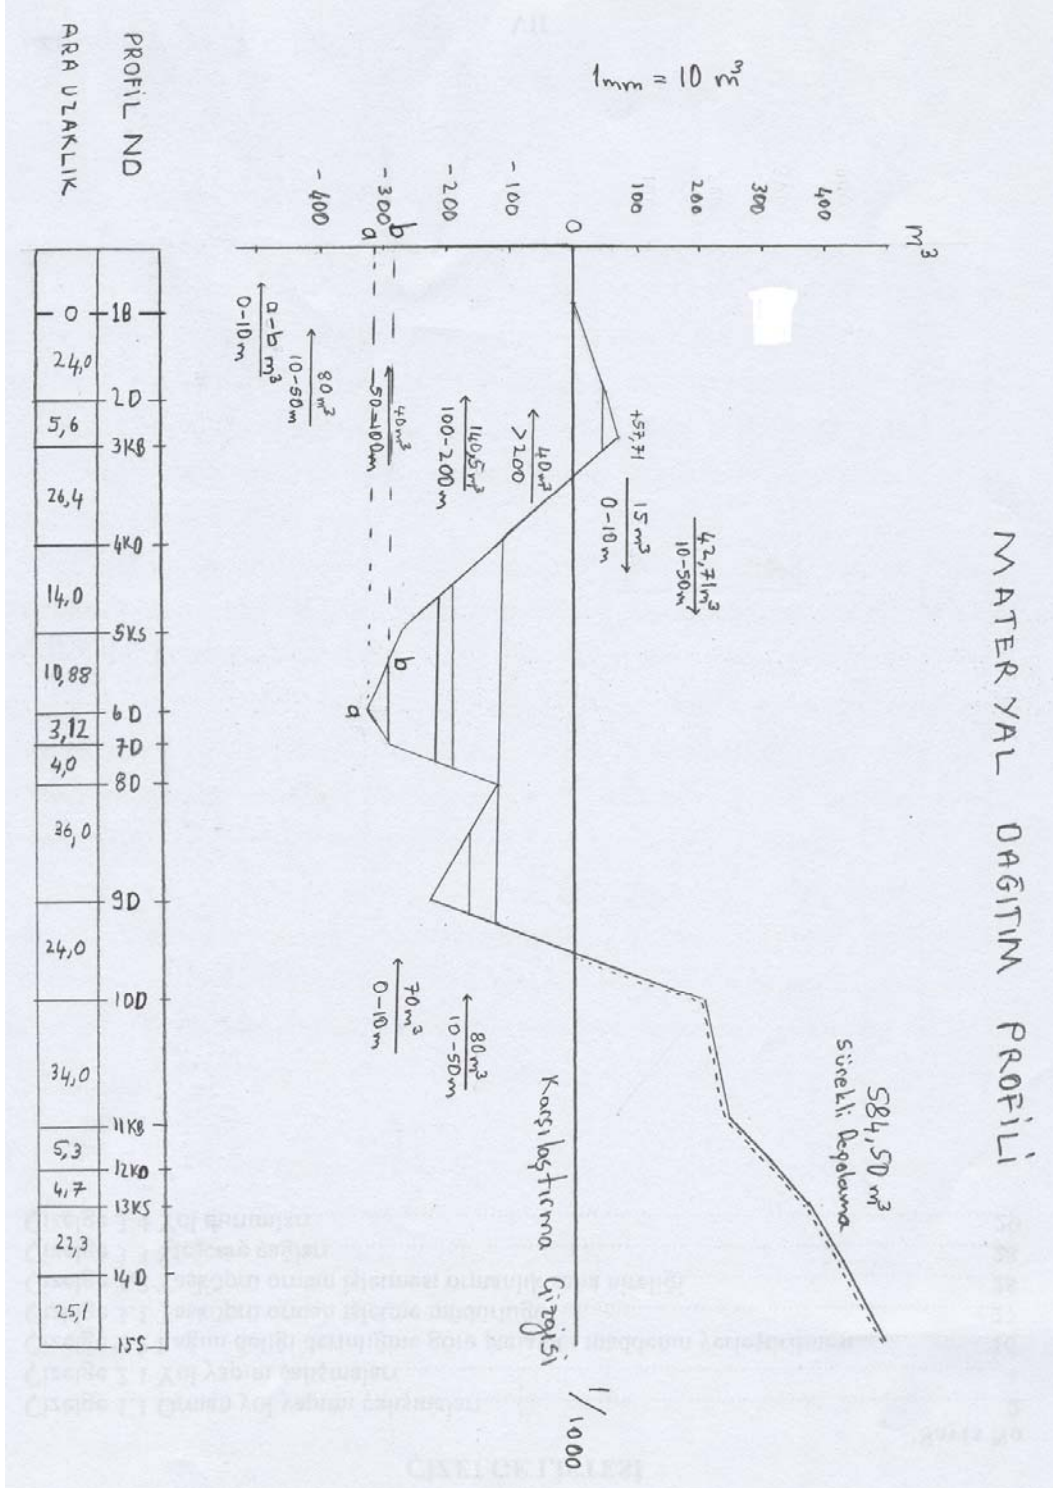 MATERYAL DAĞITIM PROFİLİ
1mm = 10 m³
m³
400
300
200
100
0
- 100
- 200
- 300
- 400
b
a
+57,71
42,71m³
10-50m
15 m³
0-10m
40m³
>200
140,5m³
100-200m
40m³
50-100m
80m³
10-50m
a-b m³
0-10m
b
a
80m³
10-50m
70m³
0-10m
584,50 m³
Sürekli Depolama
Karşılaştırma Çizgisi
1/1000
PROFİL NO
1B 2D 3KB 4KO 5KS 6D 7D 8D 9D 10D 11KB 12KO 13KS 14D 15S
ARA UZAKLIK
0 24,0 5,6 26,4 14,0 10,88 3,12 4,0 36,0 24,0 34,0 5,3 4,7 22,3 25,1